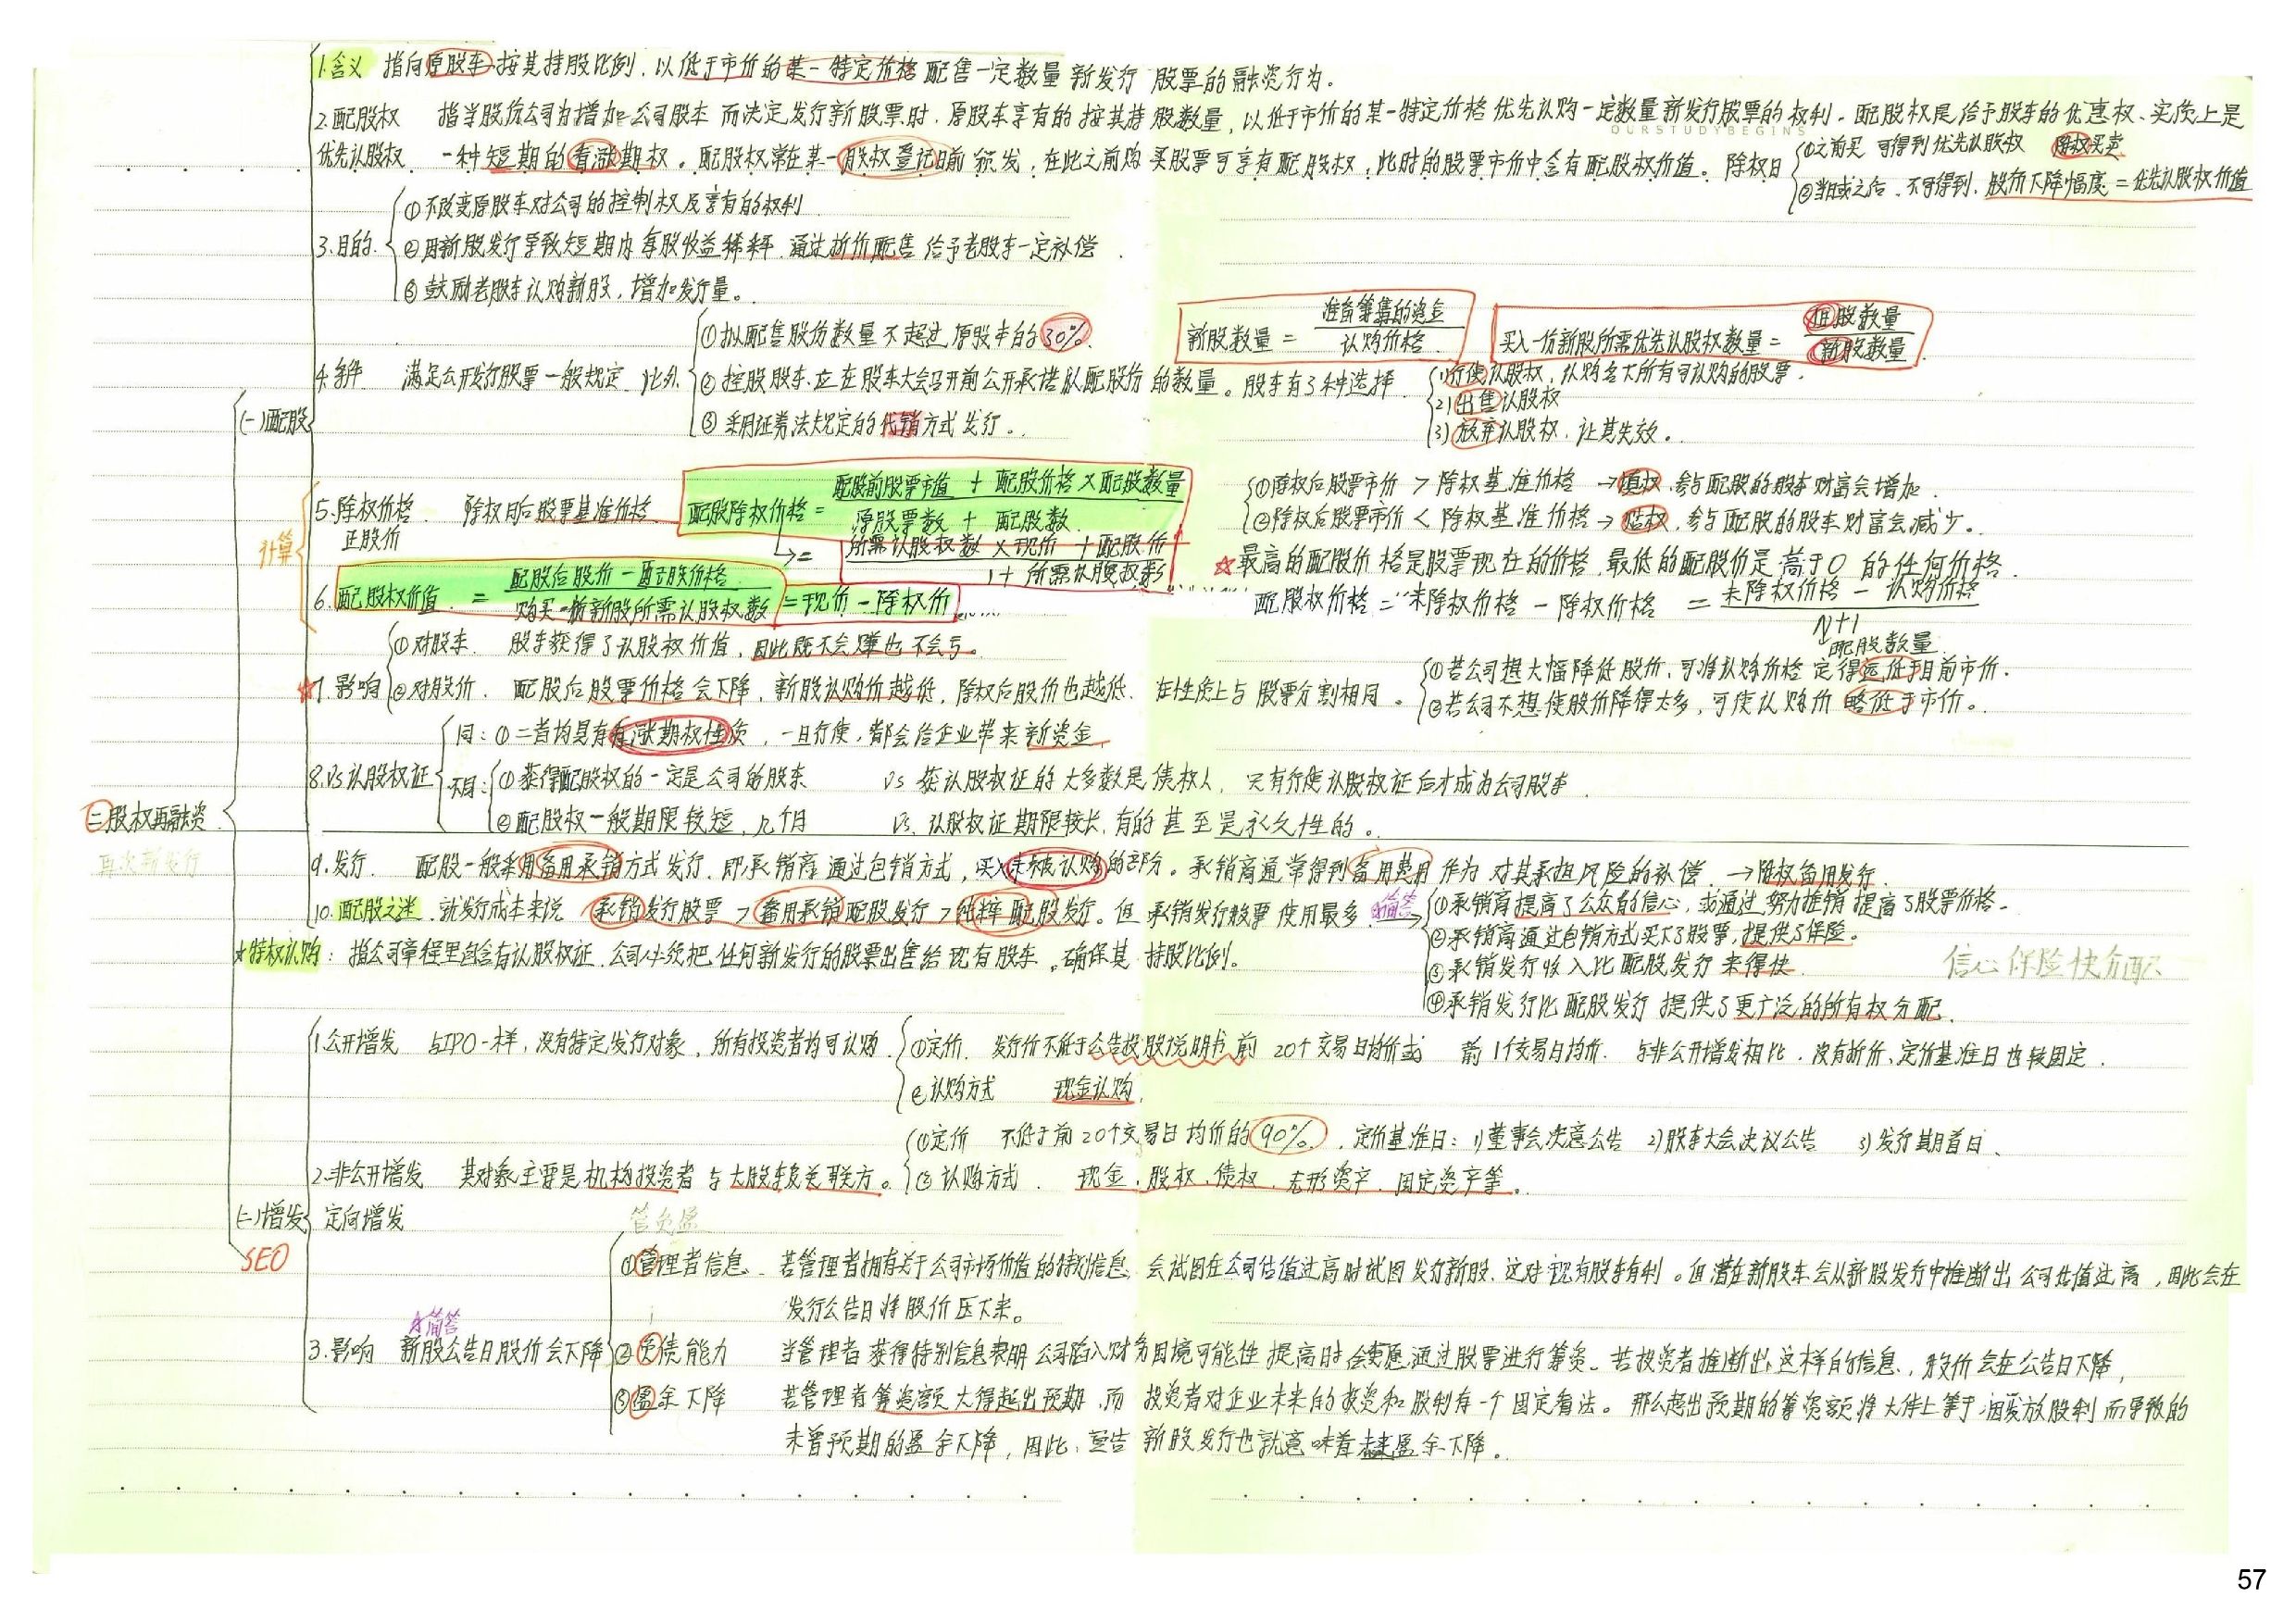 1.含义 指向原股东按其持股比例、以低于市价的某一特定价格配售一定数量新发行股票的融资行为。
2.配股权 指当股份公司为增加公司股本而决定发行新股票时,原股东享有的按其持股数量,以低于市价的某一特定价格优先认购一定数量新发行股票的权利。配股权是给予股东的优惠权、实质上是
OURSTUDYBEGINS
优先认股权 一种短期的看涨期权。配股权常在某一股权登记日前颁发,在此之前购买股票可享有配股权,此时的股票市价中含有配股权价值。除权日
①之前买 可得到优先认股权 除权买卖
②当日或之后、不可得到、股价下降幅度=优先认股权价值
3.目的
①不改变原股东对公司的控制权及享有的权利
②因新股发行导致短期内每股收益稀释、通过折价配售给予老股东一定补偿
③鼓励老股东认购新股,增加发行量。
新股数量 = 准备筹集的资金 / 认购价格
买入一份新股所需优先认股权数量 = 旧股数量 / 新股数量
4.条件 满足公开发行股票一般规定 此外
①拟配售股份数量不超过原股本的30%.
②控股股东应在股东大会召开前公开承诺认配股份的数量。
③采用证券法规定的代销方式发行。
股东有3种选择
1)行使认股权,认购多大所有可认购的股票.
2)出售认股权
3)放弃认股权,让其失效。
(一)配股
计算
5.除权价格 除权日后股票基准价格
正股价
配股除权价格 = 配股前股票市值 + 配股价格×配股数量 / 原股票数 + 配股数
= 所需认股权数×现价 + 配股价 / 1+所需认股权数
①除权后股票市价 > 除权基准价格 → 填权,参与配股的股东财富会增加.
②除权后股票市价 < 除权基准价格 → 贴权,参与配股的股东财富会减少。
☆最高的配股价格是股票现在的价格,最低的配股价是高于0的任何价格.
6.配股权价值 = 配股后股价 - 配股价格 / 购买一份新股所需认股权数 = 现价 - 除权价
配股权价格 = 未除权价格 - 除权价格 = 未除权价格 - 认购价格 / N+1
配股数量
☆7.影响
①对股东. 股东获得了认股权价值,因此既不会赚也不会亏。
②对股价. 配股后股票价格会下降,新股认购价越低,除权后股价也越低. 在性质上与股票分割相同。
①若公司想大幅降低股价,可准认购价格定得远低于目前市价.
②若公司不想使股价降得太多,可使认购价略低于市价。
8.VS认股权证
同:①二者均具有看涨期权性质,一旦行使,都会给企业带来新资金.
不同:①获得配股权的一定是公司的股东 VS 获认股权证的大多数是债权人,只有行使认股权证后才成为公司股东.
②配股权一般期限较短,几个月 VS. 认股权证期限较长,有的甚至是永久性的。
三股权再融资
再次新发行
9.发行. 配股一般采用备用承销方式发行、即承销商通过包销方式,买入未被认购的部分。承销商通常得到备用费用作为对其承担风险的补偿 →除权备用发行.
10.配股之迷 就发行成本来说 承销发行股票 > 备用承销配股发行 > 纯粹配股发行。但承销发行股票使用最多. 简答
①承销商提高了公众的信心,或通过努力推销提高了股票价格。
②承销商通过包销方式买下了股票,提供了保险。
③承销发行收入比配股发行来得快.
④承销发行比配股发行提供了更广泛的所有权分配.
信心保险快分配
☆特权认购:指公司章程里包含有认股权证.公司必须把任何新发行的股票出售给现有股东,确保其持股比例。
1.公开增发 与IPO一样,没有特定发行对象,所有投资者均可认购.
①定价. 发行价不低于公告招股说明书前20个交易日均价或前1个交易日均价. 与非公开增发相比,没有折价、定价基准日也较固定.
②认购方式 现金认购.
2.非公开增发 其对象主要是机构投资者与大股东及关联方。
①定价 不低于前20个交易日均价的90%.定价基准日:1)董事会决意公告 2)股东大会决议公告 3)发行期首日.
②认购方式. 现金、股权、债权、无形资产、固定资产等。
定向增发
(二)增发
SEO
管负盈
①管理者信息. 若管理者拥有关于公司市场价值的特别信息,会试图在公司估值过高时试图发行新股.这对现有股东有利。但潜在新股东会从新股发行中推断出公司估值过高,因此会在
发行公告日将股价压下来。
☆简答
3.影响 新股公告日股价会下降
②负债能力 当管理者获得特别信息表明公司陷入财务困境可能性提高时会更愿通过股票进行筹资。若投资者推断出这样的信息,股价会在公告日下降,
③盈余下降 若管理者筹资额大得超出预期,而投资者对企业未来的投资和股利有一个固定看法。那么超出预期的筹资额将大体上等于因发放股利而导致的
未曾预期的盈余下降,因此,宣告新股发行也就意味着未来盈余下降。
57